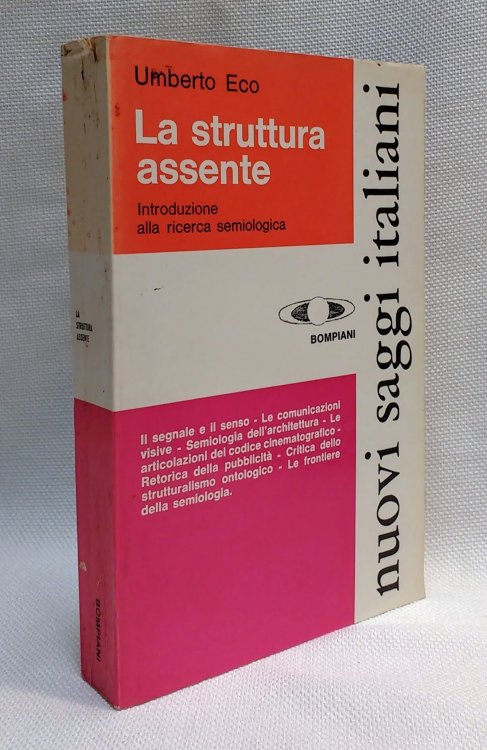 Umberto Eco
La struttura
assente
Introduzione
alla ricerca semiologica
BOMPIANI
Il segnale e il senso - Le comunicazioni
visive - Semiologia dell'architettura - Le
articolazioni del codice cinematografico -
Retorica della pubblicità - Critica dello
strutturalismo ontologico - Le frontiere
della semiologia.
nuovi saggi italiani
LA
STRUTTURA
ASSENTE
BOMPIANI